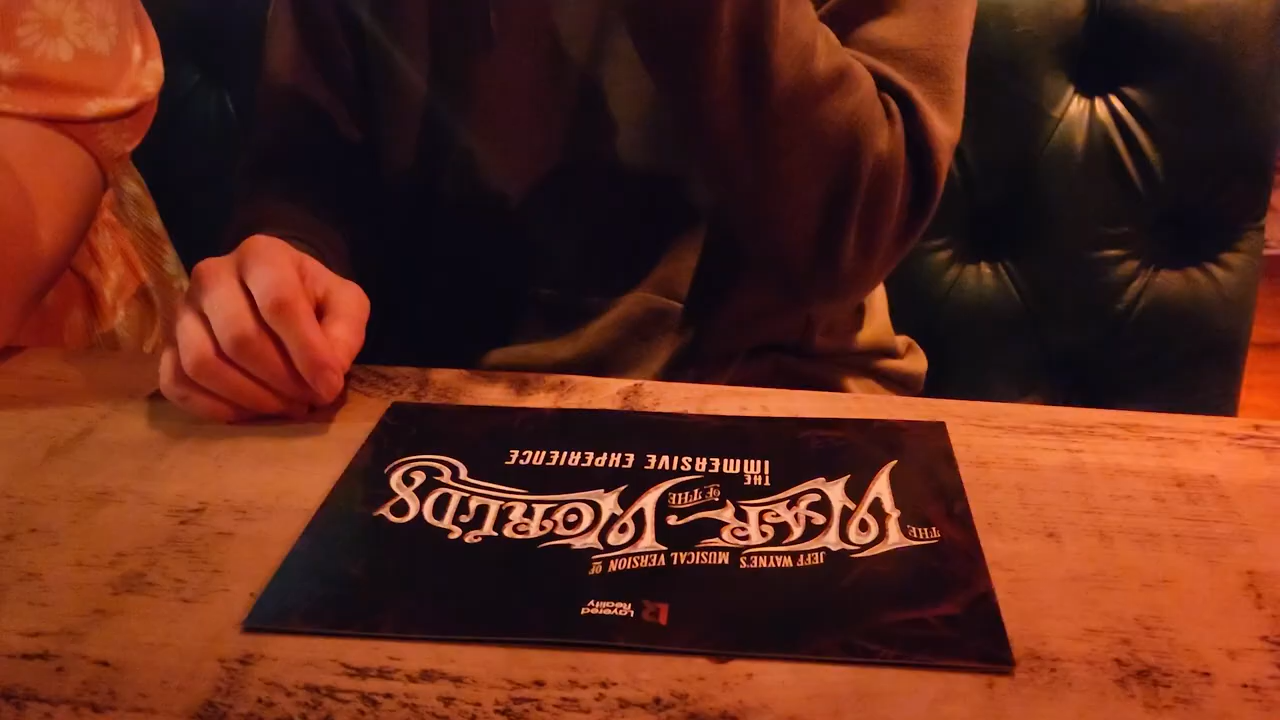 Layered
Reality
JEFF WAYNE'S MUSICAL VERSION OF
THE WAR OF THE WORLDS
THE IMMERSIVE EXPERIENCE